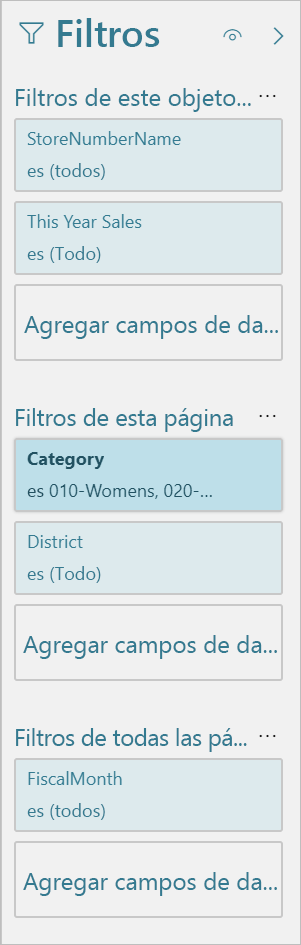 Filtros
Filtros de este objeto... ...
StoreNumberName
es (todos)
This Year Sales
es (Todo)
Agregar campos de da...
Filtros de esta página ...
Category
es 010-Womens, 020-...
District
es (Todo)
Agregar campos de da...
Filtros de todas las pá... ...
FiscalMonth
es (todos)
Agregar campos de da...